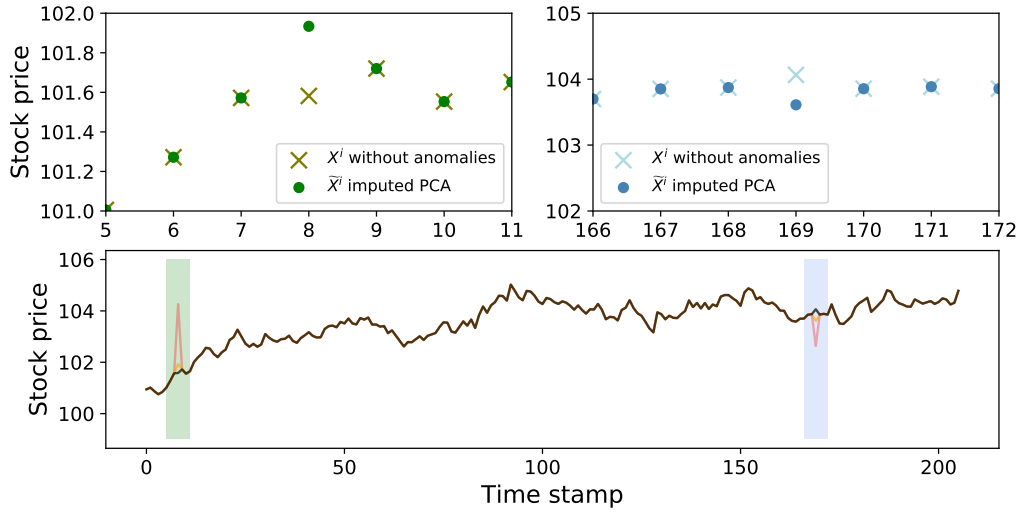 Stock price
102.0
101.8
101.6
101.4
101.2
101.0
5 6 7 8 9 10 11
X^i without anomalies
X̃^i imputed PCA
105
104
103
102
166 167 168 169 170 171 172
X^i without anomalies
X̃^i imputed PCA
Stock price
106
104
102
100
0 50 100 150 200
Time stamp